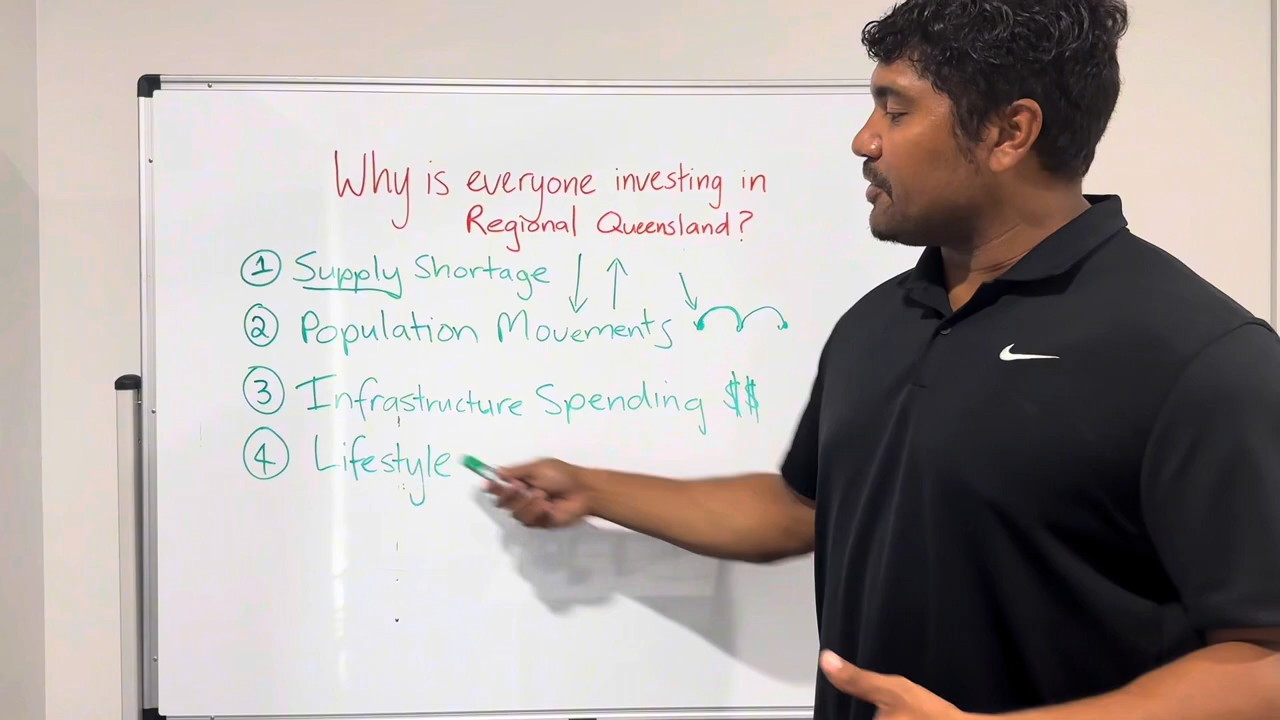 Why is everyone investing in
Regional Queensland?
① Supply Shortage
② Population Movements
③ Infrastructure Spending $$
④ Lifestyle